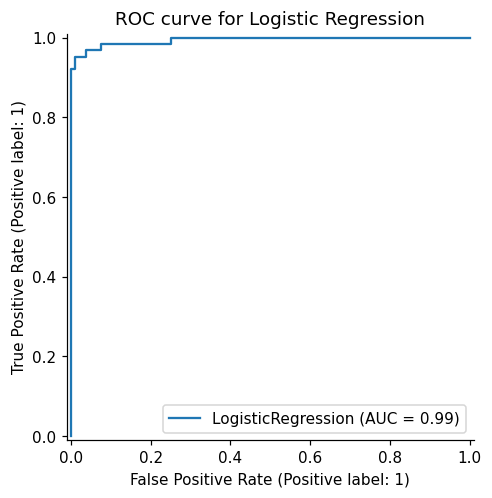 ROC curve for Logistic Regression
1.0
0.8
0.6
0.4
0.2
0.0
True Positive Rate (Positive label: 1)
LogisticRegression (AUC = 0.99)
0.0 0.2 0.4 0.6 0.8 1.0
False Positive Rate (Positive label: 1)